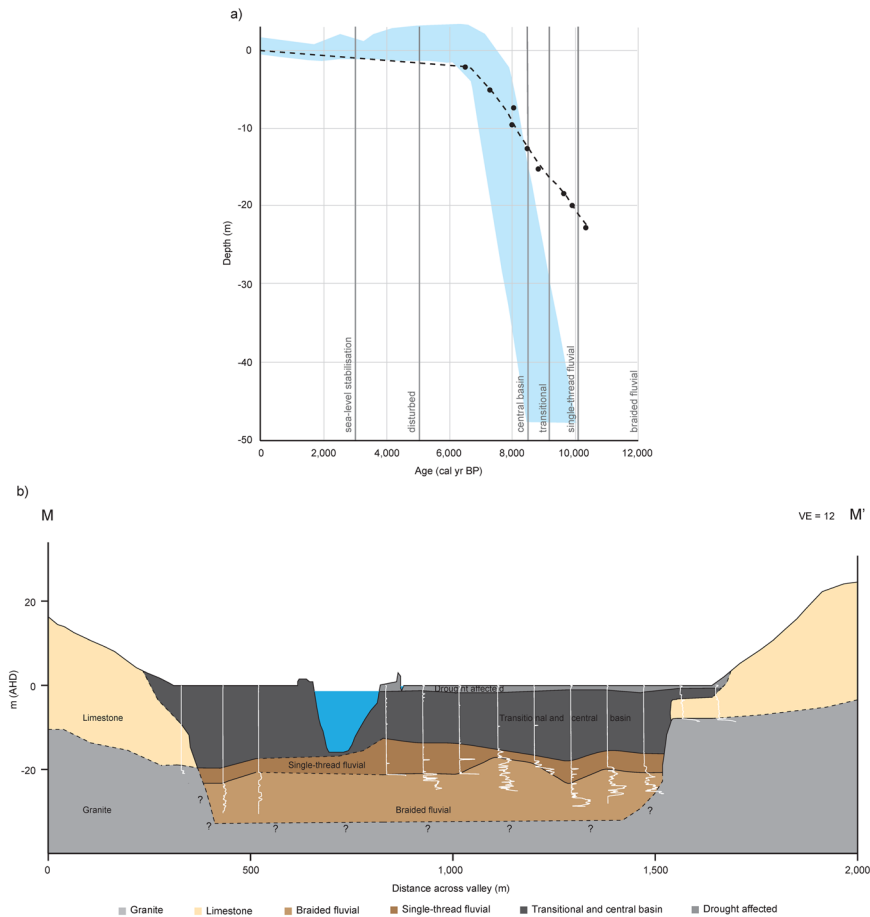 a)
0
-10
-20
-30
-40
-50
Depth (m)
sea-level stabilisation
disturbed
central basin
transitional
single-thread fluvial
braided fluvial
0
2,000
4,000
6,000
8,000
10,000
12,000
Age (cal yr BP)
b)
M
VE = 12
M'
20
0
-20
m (AHD)
Drought affected
Limestone
Transitional and central basin
Single-thread fluvial
Granite
Braided fluvial
? ? ? ? ? ? ?
0
500
1,000
1,500
2,000
Distance across valley (m)
Granite
Limestone
Braided fluvial
Single-thread fluvial
Transitional and central basin
Drought affected